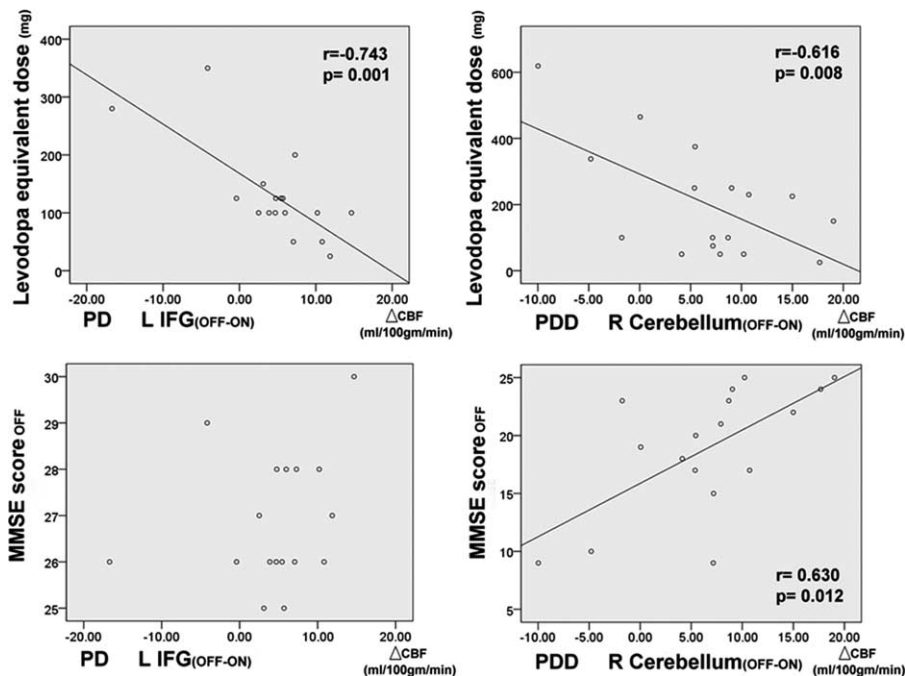 Levodopa equivalent dose (mg)
400
300
200
100
0
r=-0.743
p= 0.001
-20.00 -10.00 0.00 10.00 20.00
PD L IFG(OFF-ON) △CBF
(ml/100gm/min)
Levodopa equivalent dose (mg)
600
400
200
0
r=-0.616
p= 0.008
-10.00 -5.00 0.00 5.00 10.00 15.00 20.00
PDD R Cerebellum(OFF-ON) △CBF
(ml/100gm/min)
MMSE score OFF
30
29
28
27
26
25
-20.00 -10.00 0.00 10.00 20.00
PD L IFG(OFF-ON) △CBF
(ml/100gm/min)
MMSE score OFF
25
20
15
10
5
r= 0.630
p= 0.012
-10.00 -5.00 0.00 5.00 10.00 15.00 20.00
PDD R Cerebellum(OFF-ON) △CBF
(ml/100gm/min)